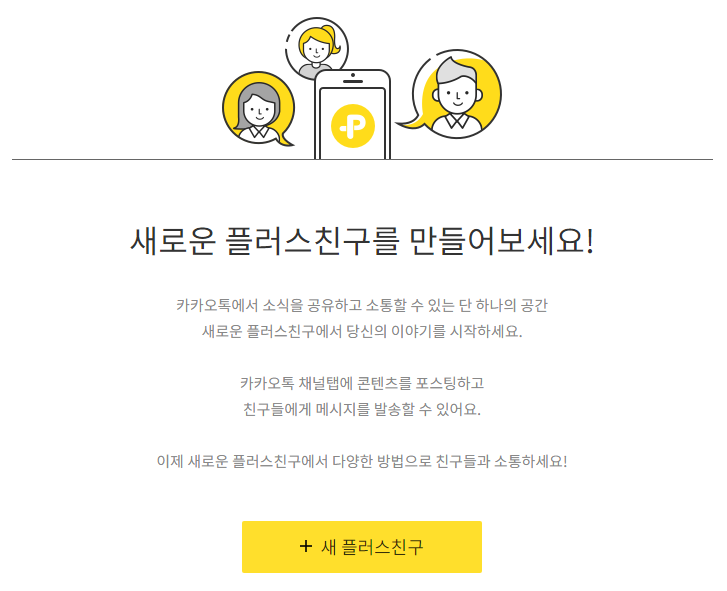 P
새로운 플러스친구를 만들어보세요!
카카오톡에서 소식을 공유하고 소통할 수 있는 단 하나의 공간
새로운 플러스친구에서 당신의 이야기를 시작하세요.
카카오톡 채널탭에 콘텐츠를 포스팅하고
친구들에게 메시지를 발송할 수 있어요.
이제 새로운 플러스친구에서 다양한 방법으로 친구들과 소통하세요!
+ 새 플러스친구